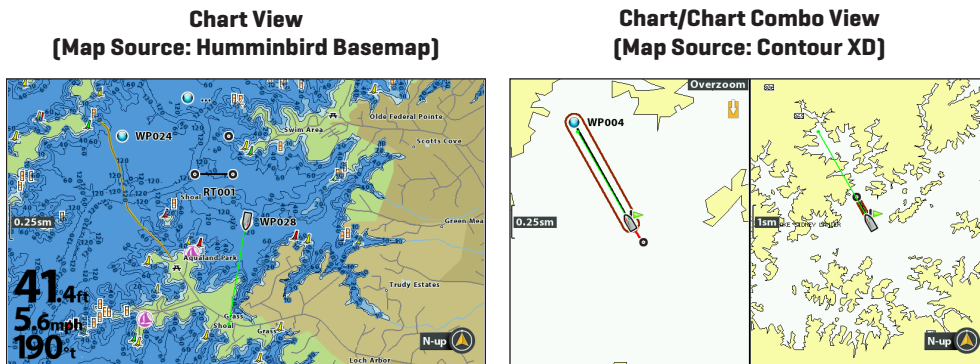 Chart View
(Map Source: Humminbird Basemap)
Chart/Chart Combo View
(Map Source: Contour XD)
...
WP024
Swim Area
Olde Federal Pointe
Scotts Cove
RT001
Shoal
WP028
Green Mea
0.25sm
Aqualand Park
Trudy Estates
41.4ft
5.6mph
190°t
Grass
Shoal
Grass
Loch Arbor
N-up
120
60
Overzoom
WP004
0.25sm
1sm
N-up